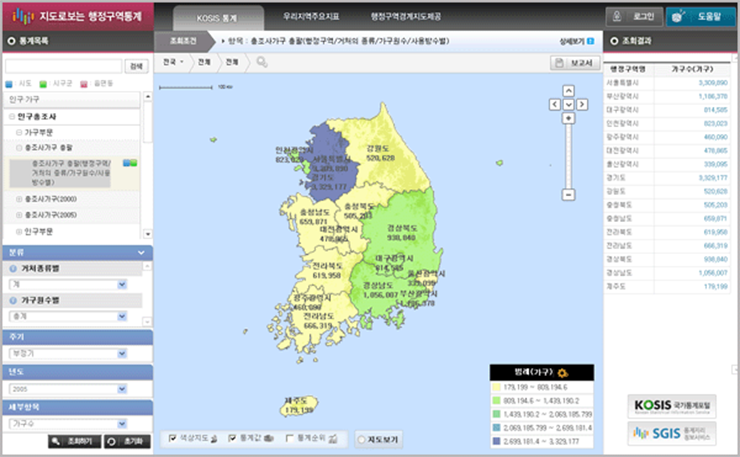 지도로보는 행정구역통계
KOSIS 통계
우리지역주요지표
행정구역경계지도제공
로그인
도움말
통계목록
검색
시도
시군구
읍면동
인구 가구
인구총조사
가구부문
총조사가구 총괄
총조사가구 총괄(행정구역/
거처의 종류/가구원수/사용
방수별)
총조사가구(2000)
총조사가구(2005)
인구부문
분류
거처종류별
계
가구원수별
총계
주기
부정기
년도
2005
세부항목
가구수
조회하기
초기화
조회조건
항목 : 총조사가구 총괄(행정구역/거처의 종류/가구원수/사용방수별)
상세보기
전국
전체
전체
보고서
인천광역시
823,023
서울특별시
3,309,890
경기도
3,329,177
강원도
520,628
충청남도
659,871
충청북도
505,203
대전광역시
478,865
경상북도
938,840
대구광역시
814,585
전라북도
619,958
울산광역시
339,095
경상남도
1,056,007
부산광역시
1,186,378
광주광역시
460,090
전라남도
666,319
제주도
179,199
범례(가구)
179,199 ~ 809,194.6
809,194.6 ~ 1,439,190.2
1,439,190.2 ~ 2,069,185.799
2,069,185.799 ~ 2,699,181.4
2,699,181.4 ~ 3,329,177
색상지도
통계값
통계순위
지도보기
조회결과
행정구역명 가구수(가구)
서울특별시 3,309,890
부산광역시 1,186,378
대구광역시 814,585
인천광역시 823,023
광주광역시 460,090
대전광역시 478,865
울산광역시 339,095
경기도 3,329,177
강원도 520,628
충청북도 505,203
충청남도 659,871
전라북도 619,958
전라남도 666,319
경상북도 938,840
경상남도 1,056,007
제주도 179,199
KOSIS 국가통계포털
SGIS 통계지리
정보서비스